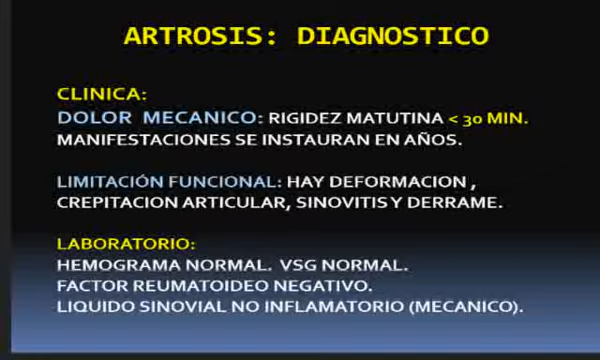 ARTROSIS: DIAGNOSTICO
CLINICA:
DOLOR MECANICO: RIGIDEZ MATUTINA < 30 MIN.
MANIFESTACIONES SE INSTAURAN EN AÑOS.
LIMITACIÓN FUNCIONAL: HAY DEFORMACION ,
CREPITACION ARTICULAR, SINOVITIS Y DERRAME.
LABORATORIO:
HEMOGRAMA NORMAL. VSG NORMAL.
FACTOR REUMATOIDEO NEGATIVO.
LIQUIDO SINOVIAL NO INFLAMATORIO (MECANICO).